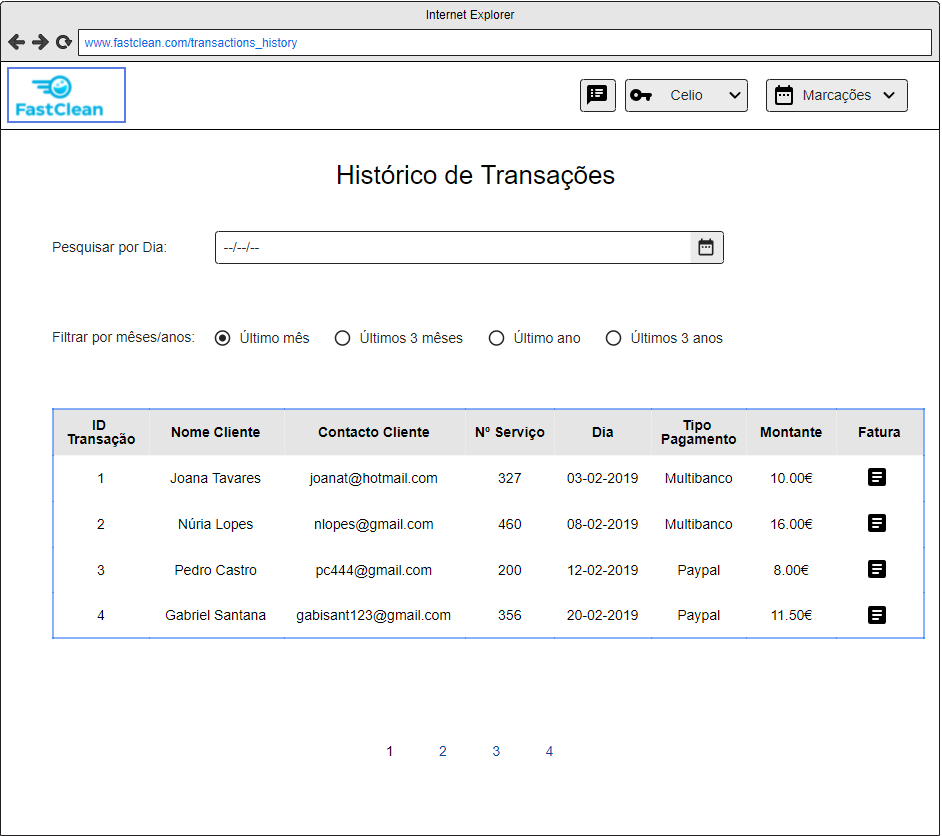 Internet Explorer
www.fastclean.com/transactions_history
FastClean
Celio
Marcações
Histórico de Transações
Pesquisar por Dia:
--/--/--
Filtrar por mêses/anos:
Último mês
Últimos 3 mêses
Último ano
Últimos 3 anos
ID Transação
Nome Cliente
Contacto Cliente
Nº Serviço
Dia
Tipo Pagamento
Montante
Fatura
1 Joana Tavares joanat@hotmail.com 327 03-02-2019 Multibanco 10.00€
2 Núria Lopes nlopes@gmail.com 460 08-02-2019 Multibanco 16.00€
3 Pedro Castro pc444@gmail.com 200 12-02-2019 Paypal 8.00€
4 Gabriel Santana gabisant123@gmail.com 356 20-02-2019 Paypal 11.50€
1 2 3 4